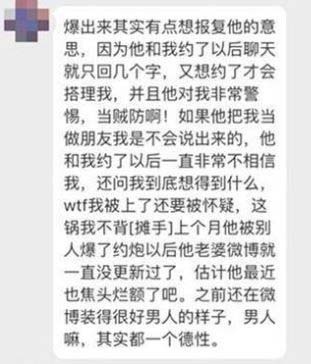 爆出来其实有点想报复他的意
思，因为他和我约了以后聊天
就只回几个字，又想约了才会
搭理我，并且他对我非常警
惕，当贼防啊！如果他把我当
做朋友我是不会说出来的，他
和我约了以后一直非常不相信
我，还问我到底想得到什么，
wtf我被上了还要被怀疑，这
锅我不背[摊手]上个月他被别
人爆了约炮以后他老婆微博就
一直没更新过了，估计他最近
也焦头烂额了吧。之前还在微
博装得很好男人的样子，男人
嘛，其实都一个德性。